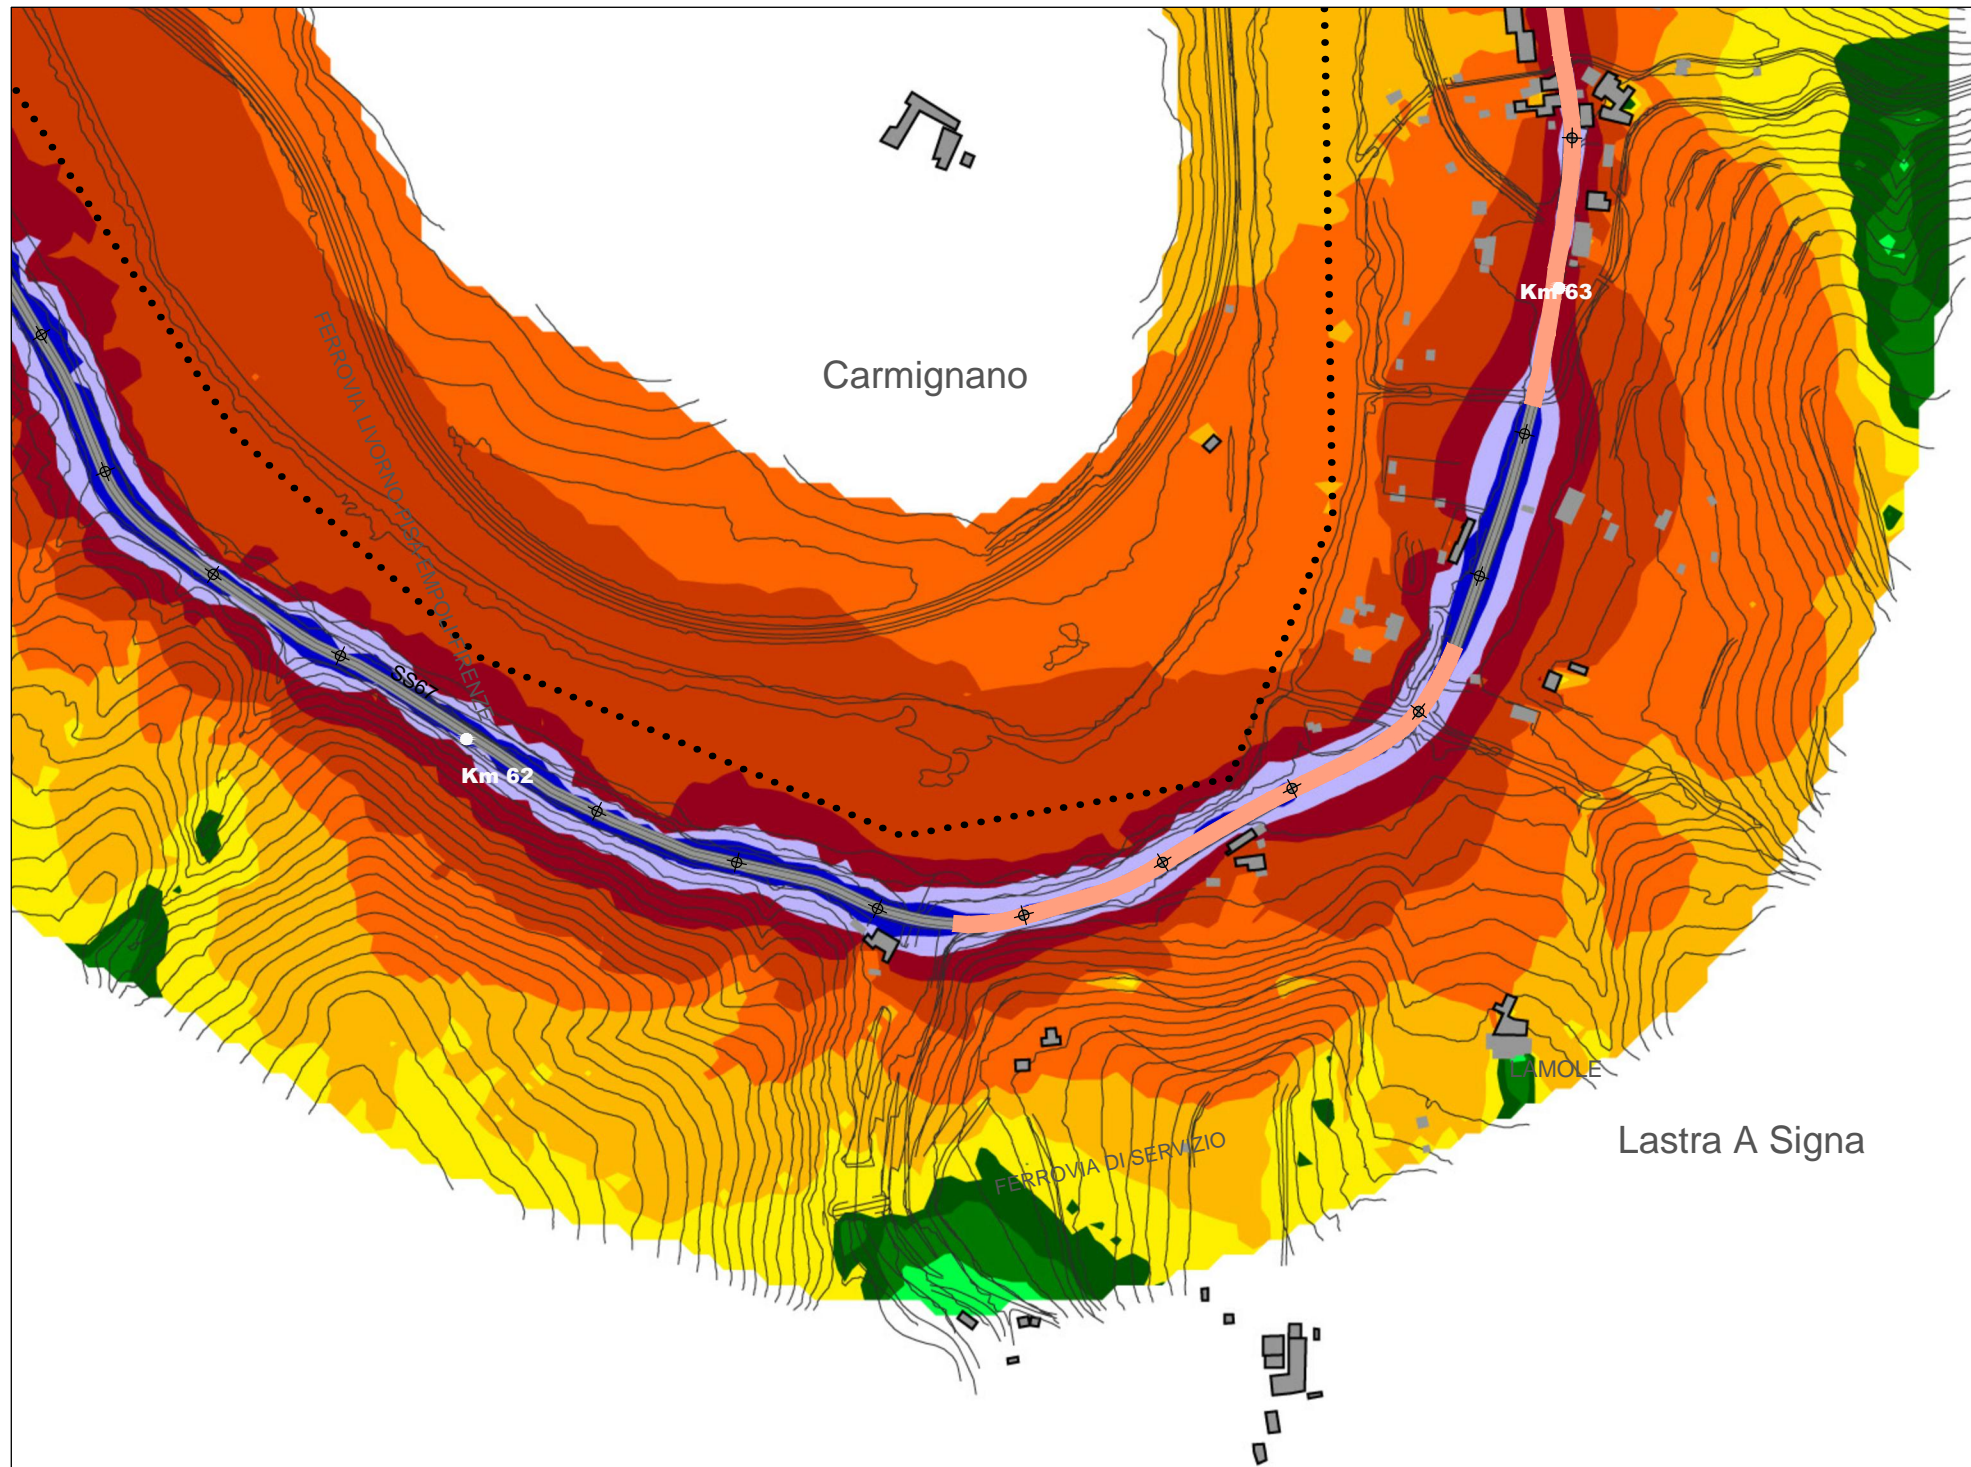 Km 63
Carmignano
FERROVIA LIVORNO-PISA-EMPOLI-FIRENZE
SS67
Km 62
LAMOLE
Lastra A Signa
FERROVIA DI SERVIZIO